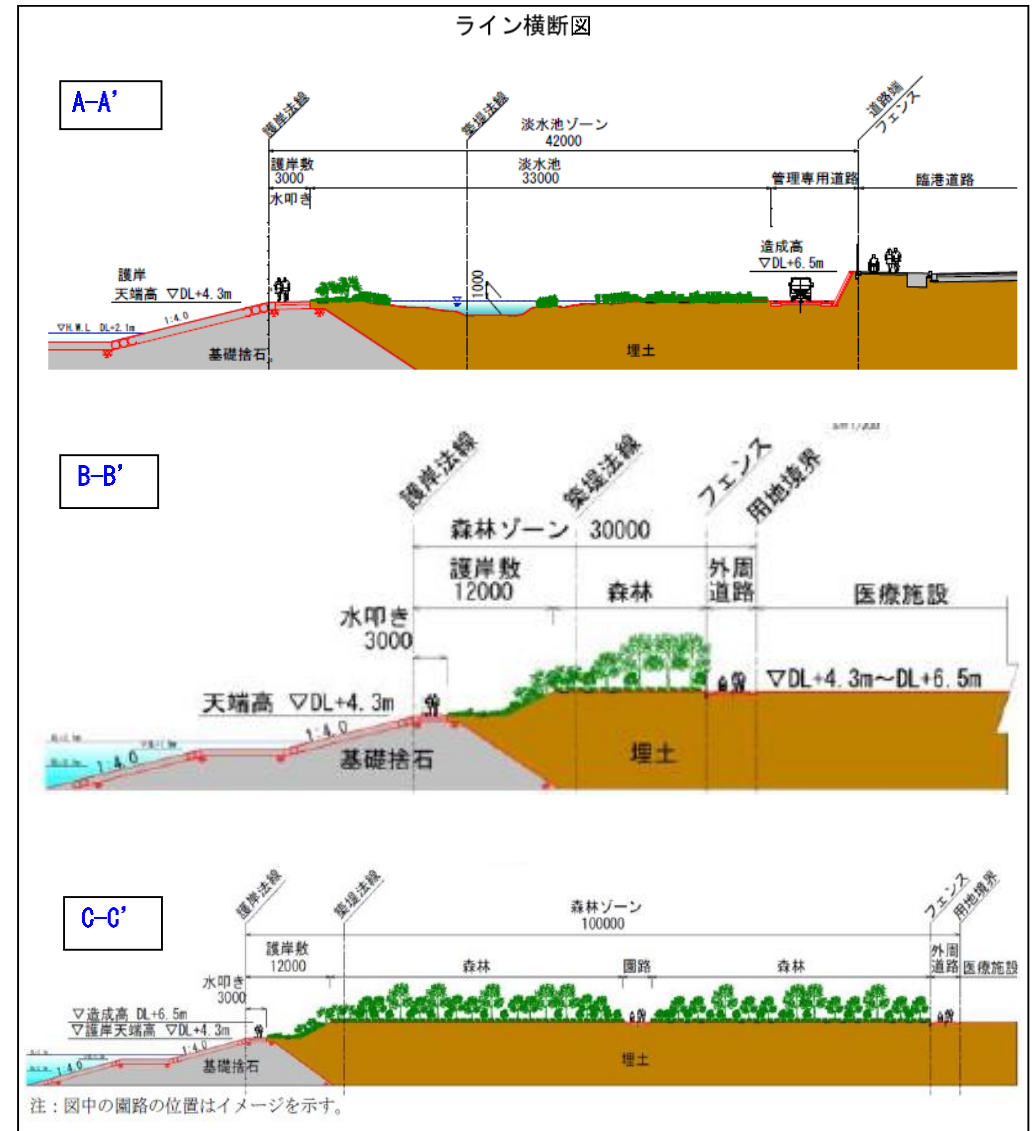 ライン横断図
A-A'
護岸法線
築堤法線
道路端
フェンス
淡水池ゾーン
42000
護岸敷
3000
水叩き
淡水池
33000
管理専用道路
臨港道路
造成高
▽DL+6.5m
護岸
天端高 ▽DL+4.3m
1:4.0
▽H.W.L DL+2.1m
1000
基礎捨石
埋土
B-B'
護岸法線
築堤法線
フェンス
用地境界
森林ゾーン 30000
護岸敷
12000
森林
外周
道路
医療施設
水叩き
3000
天端高 ▽DL+4.3m
▽DL+4.3m~DL+6.5m
1:4.0
1:4.0
基礎捨石
埋土
C-C'
護岸法線
築堤法線
フェンス
用地境界
森林ゾーン
100000
護岸敷
12000
森林
園路
森林
外周
道路
医療施設
水叩き
3000
▽造成高 DL+6.5m
▽護岸天端高 ▽DL+4.3m
1:4.0
1:4.0
基礎捨石
埋土
注：図中の園路の位置はイメージを示す。